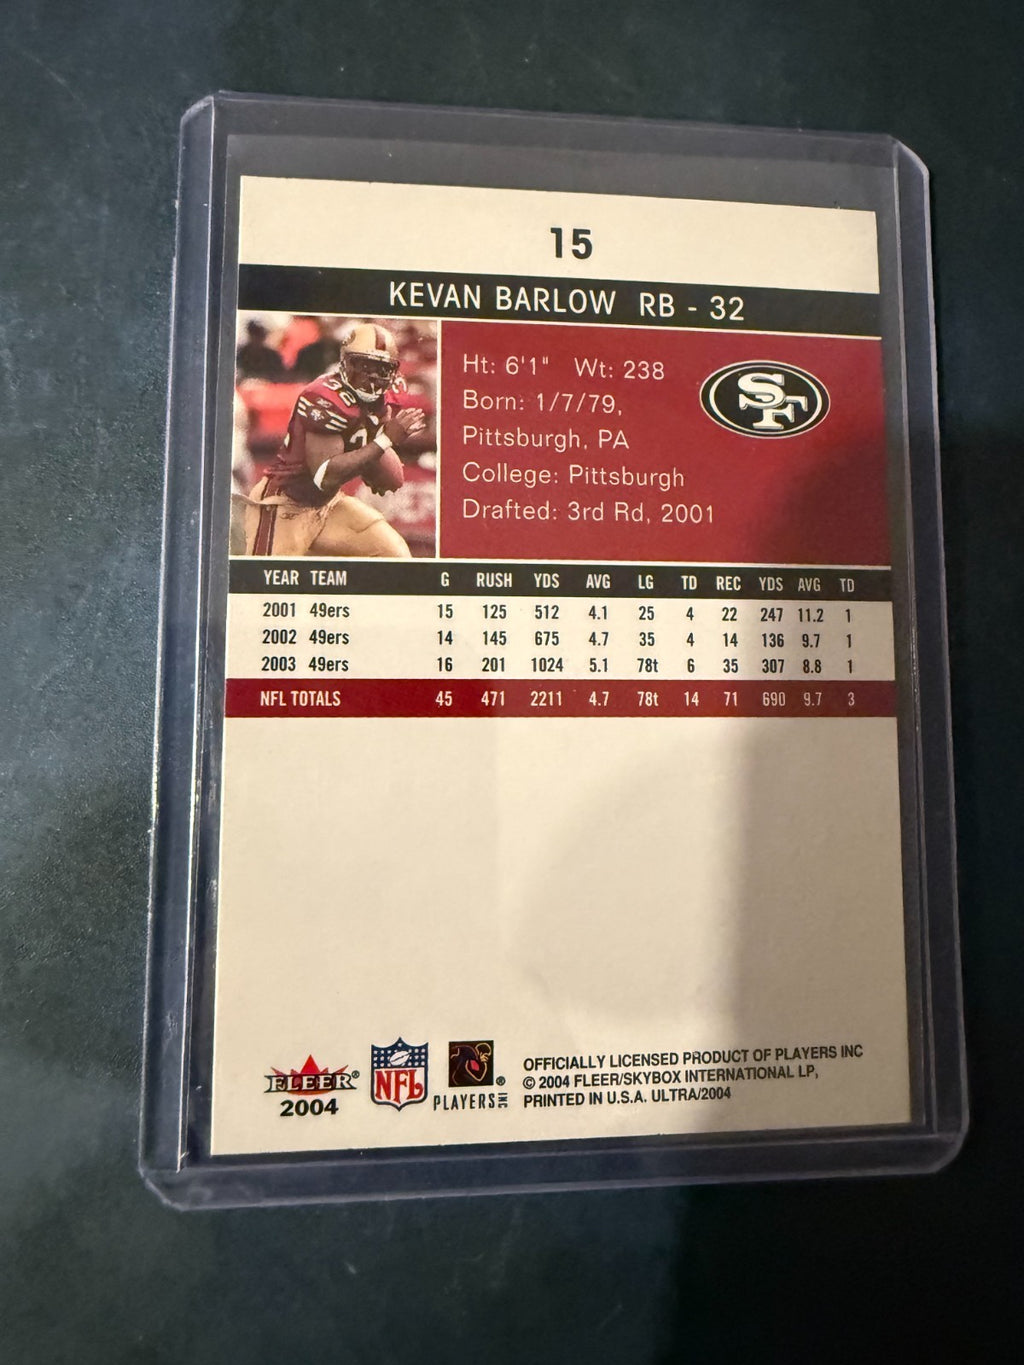 15
KEVAN BARLOW RB - 32
Ht: 6'1" Wt: 238
Born: 1/7/79,
Pittsburgh, PA
College: Pittsburgh
Drafted: 3rd Rd, 2001
SF
32
YEAR TEAM G RUSH YDS AVG LG TD REC YDS AVG TD
2001 49ers 15 125 512 4.1 25 4 22 247 11.2 1
2002 49ers 14 145 675 4.7 35 4 14 136 9.7 1
2003 49ers 16 201 1024 5.1 78t 6 35 307 8.8 1
NFL TOTALS 45 471 2211 4.7 78t 14 71 690 9.7 3
FLEER®
2004
NFL
PLAYERS INC ®
OFFICIALLY LICENSED PRODUCT OF PLAYERS INC
© 2004 FLEER/SKYBOX INTERNATIONAL LP,
PRINTED IN U.S.A. ULTRA/2004